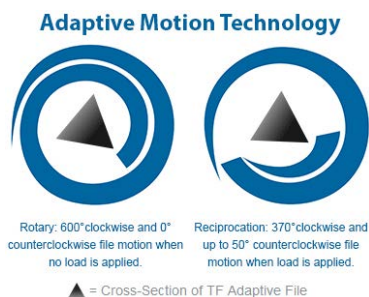 Adaptive Motion Technology
Rotary: 600°clockwise and 0°
counterclockwise file motion when
no load is applied.
Reciprocation: 370°clockwise and
up to 50° counterclockwise file
motion when load is applied.
= Cross-Section of TF Adaptive File